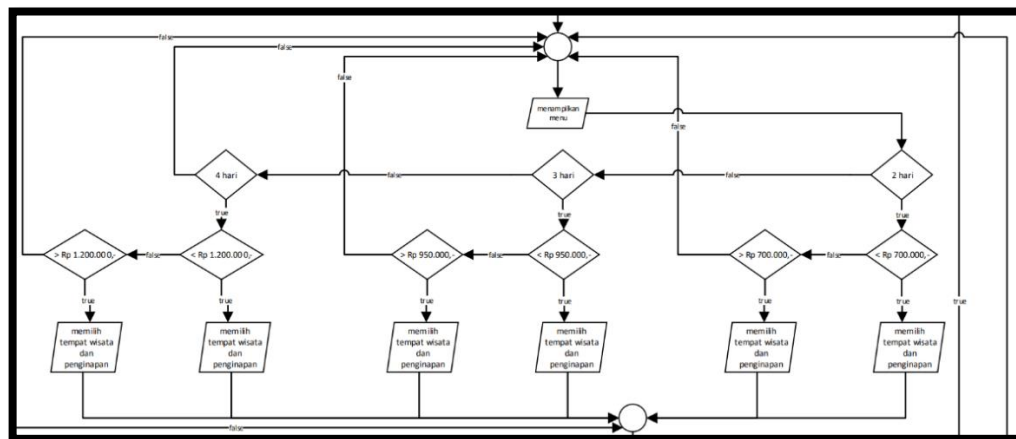 false
false
false
menampilkan
menu
false
4 hari
false
3 hari
false
2 hari
true
true
true
> Rp 1.200.000,-
false
< Rp 1.200.000,-
> Rp 950.000,-
false
< Rp 950.000,-
> Rp 700.000,-
false
< Rp 700.000,-
true
true
true
true
true
true
true
memilih
tempat wisata
dan
penginapan
memilih
tempat wisata
dan
penginapan
memilih
tempat wisata
dan
penginapan
memilih
tempat wisata
dan
penginapan
memilih
tempat wisata
dan
penginapan
memilih
tempat wisata
dan
penginapan
false